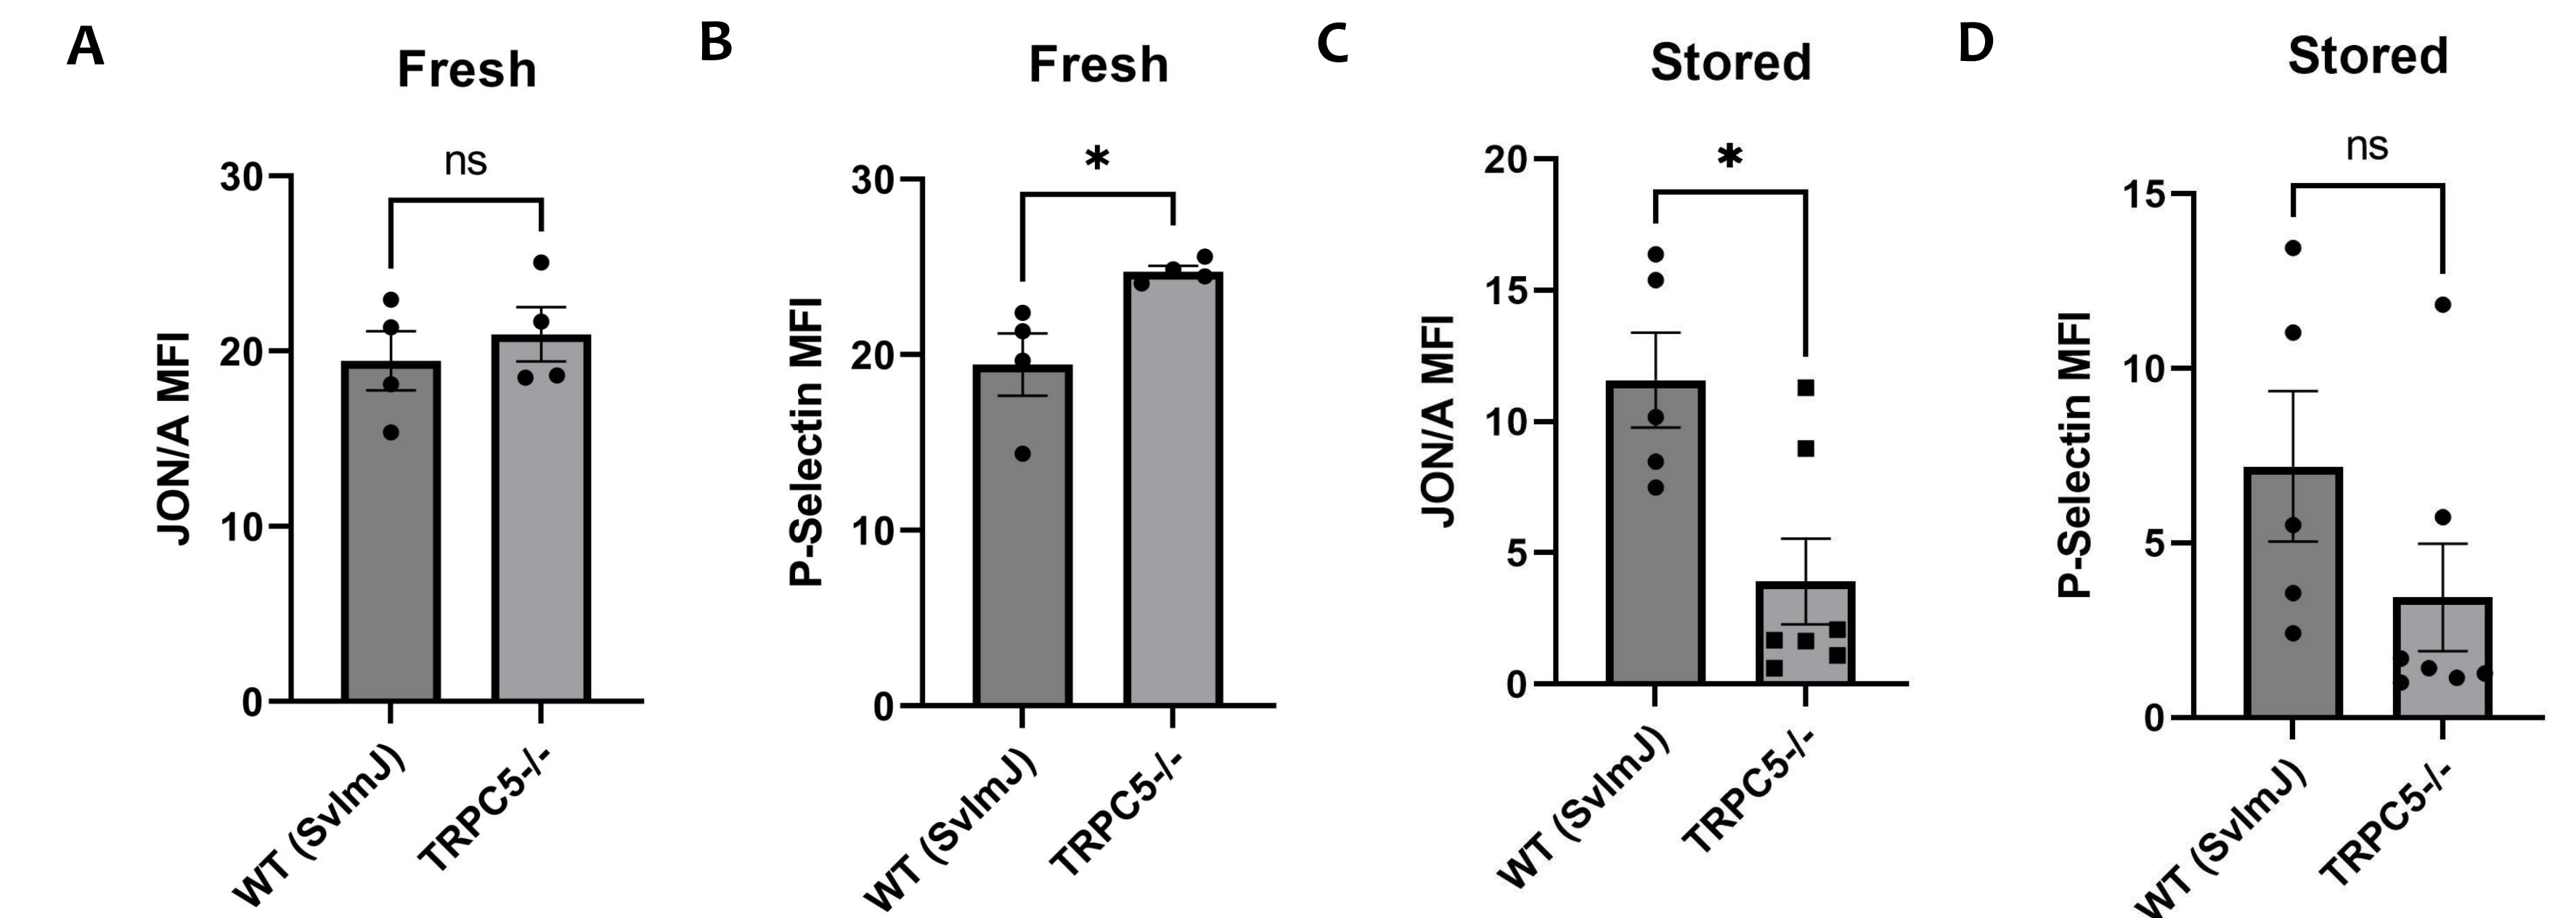 A
Fresh
ns
30
20
10
0
JON/A MFI
WT (SvImJ)
TRPC5-/-
B
Fresh
*
30
20
10
0
P-Selectin MFI
WT (SvImJ)
TRPC5-/-
C
Stored
*
20
15
10
5
0
JON/A MFI
WT (SvImJ)
TRPC5-/-
D
Stored
ns
15
10
5
0
P-Selectin MFI
WT (SvImJ)
TRPC5-/-